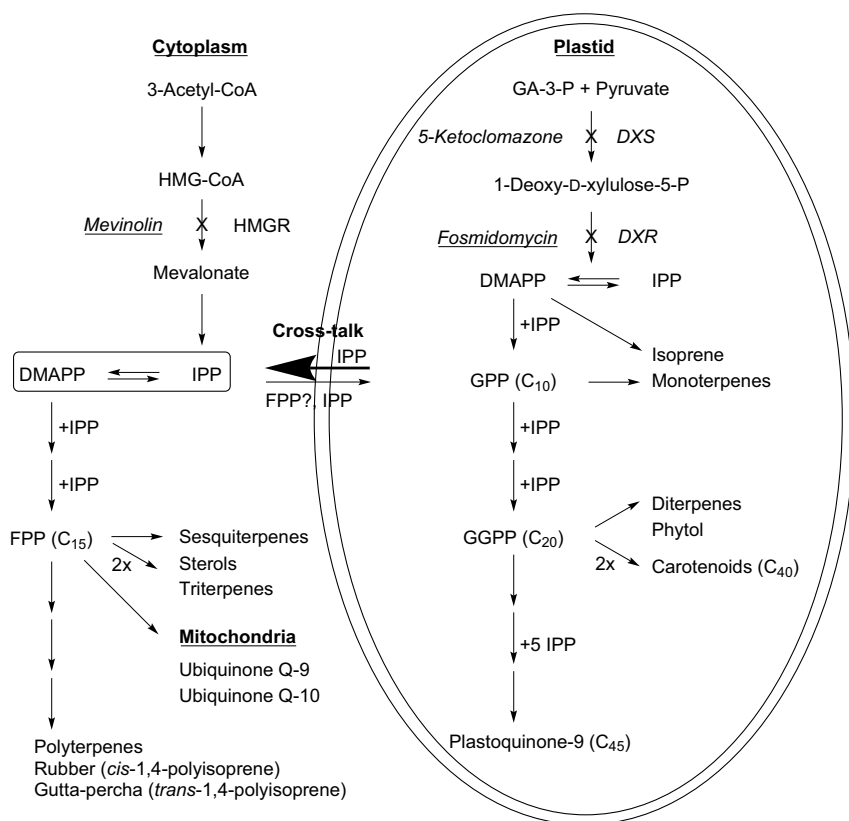 Cytoplasm
3-Acetyl-CoA
HMG-CoA
Mevinolin X HMGR
Mevalonate
DMAPP IPP
+IPP
+IPP
FPP (C15)
Sesquiterpenes
2x
Sterols
Triterpenes
Mitochondria
Ubiquinone Q-9
Ubiquinone Q-10
Polyterpenes
Rubber (cis-1,4-polyisoprene)
Gutta-percha (trans-1,4-polyisoprene)
Cross-talk
IPP
FPP?, IPP
Plastid
GA-3-P + Pyruvate
5-Ketoclomazone X DXS
1-Deoxy-D-xylulose-5-P
Fosmidomycin X DXR
DMAPP IPP
+IPP
Isoprene
GPP (C10) Monoterpenes
+IPP
+IPP
Diterpenes
Phytol
GGPP (C20)
2x
Carotenoids (C40)
+5 IPP
Plastoquinone-9 (C45)